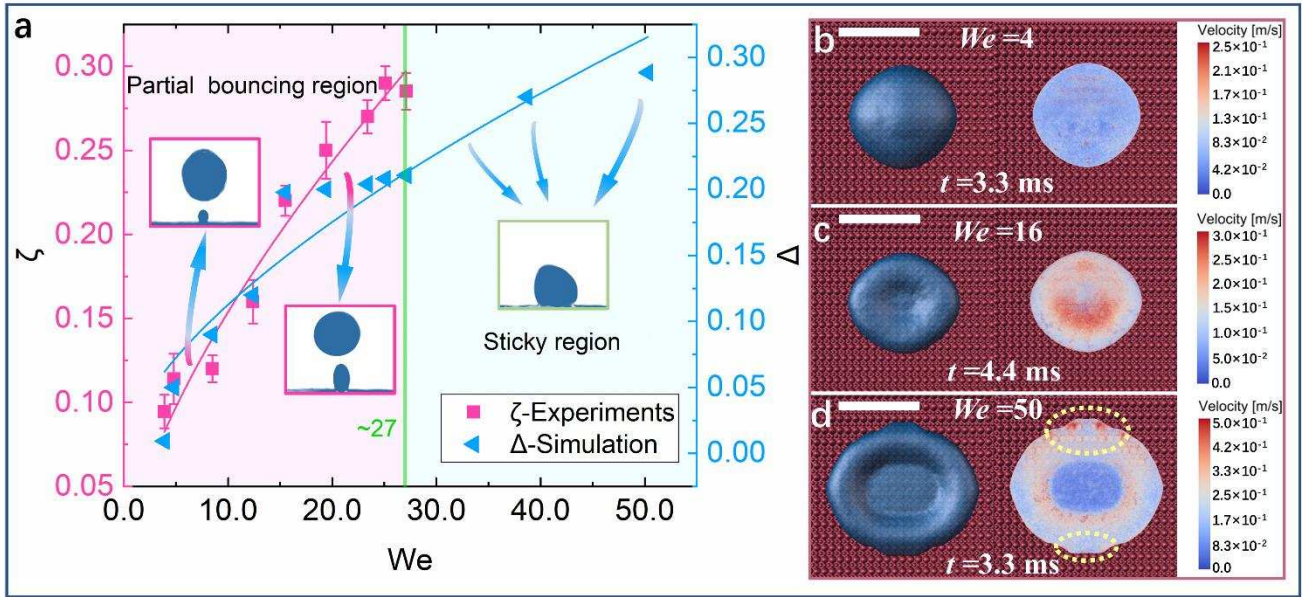 a
ζ
0.30
0.25
0.20
0.15
0.10
0.05
Partial bouncing region
Sticky region
~27
ζ-Experiments
Δ-Simulation
0.30
0.25
0.20
0.15
0.10
0.05
0.00
Δ
0.0 10.0 20.0 30.0 40.0 50.0
We
b
We =4
t =3.3 ms
Velocity [m/s]
2.5×10⁻¹
2.1×10⁻¹
1.7×10⁻¹
1.3×10⁻¹
8.3×10⁻²
4.2×10⁻²
0.0
c
We =16
t =4.4 ms
Velocity [m/s]
3.0×10⁻¹
2.5×10⁻¹
2.0×10⁻¹
1.5×10⁻¹
1.0×10⁻¹
5.0×10⁻²
0.0
d
We =50
t =3.3 ms
Velocity [m/s]
5.0×10⁻¹
4.2×10⁻¹
3.3×10⁻¹
2.5×10⁻¹
1.7×10⁻¹
8.3×10⁻²
0.0